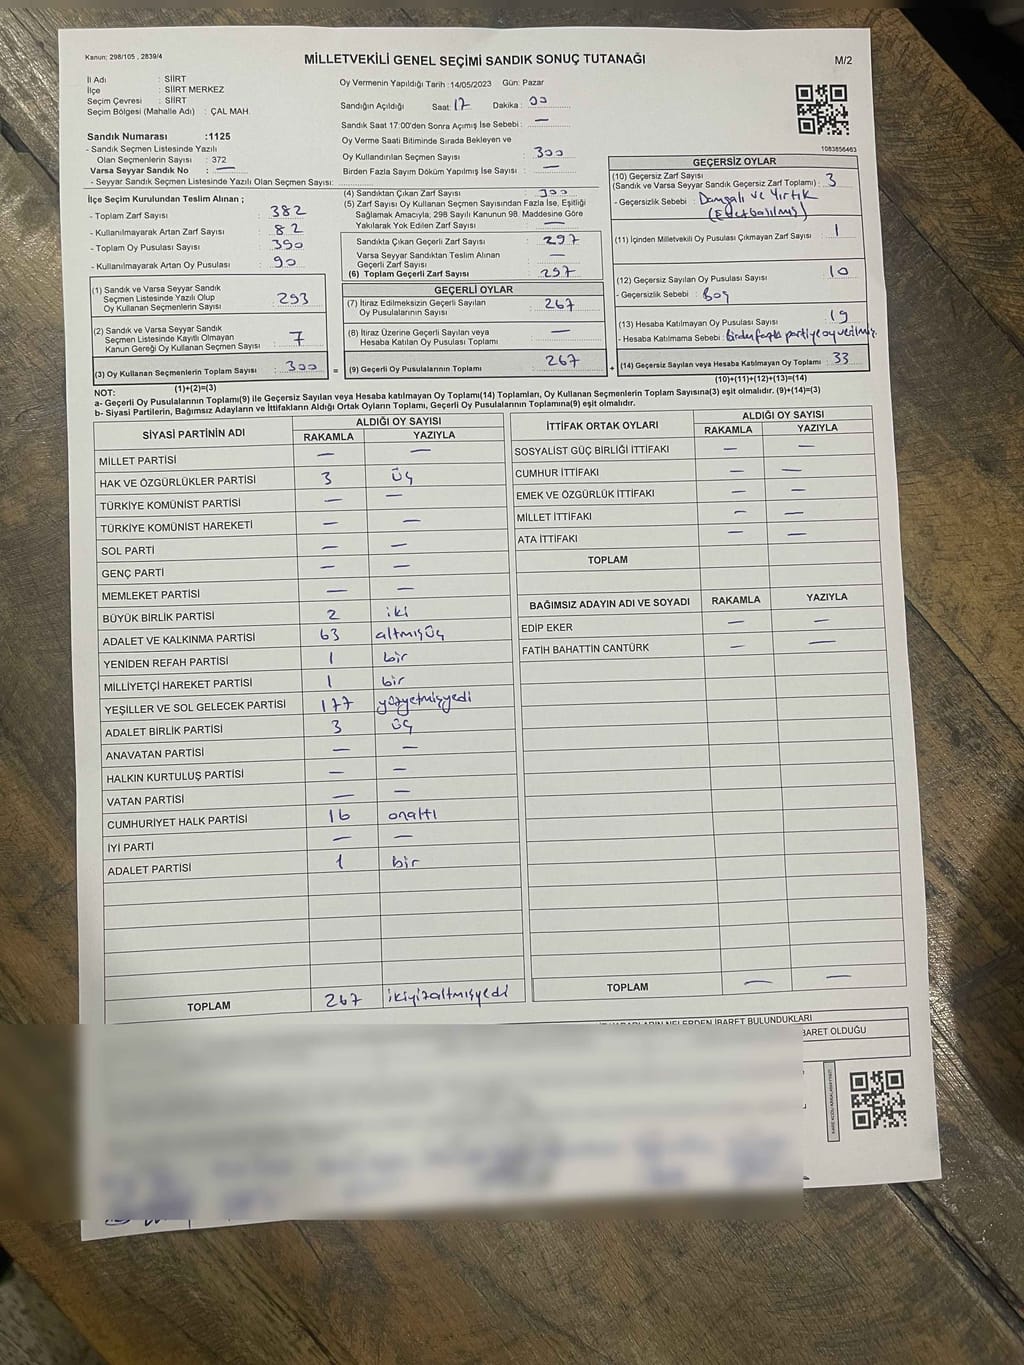 Kanun: 298/105 , 2839/4
MİLLETVEKİLİ GENEL SEÇİMİ SANDIK SONUÇ TUTANAĞI
M/2
İl Adı : SİİRT
İlçe : SİİRT MERKEZ
Seçim Çevresi : SİİRT
Seçim Bölgesi (Mahalle Adı) : ÇAL MAH.
Sandık Numarası :1125
- Sandık Seçmen Listesinde Yazılı
Olan Seçmenlerin Sayısı : 372
Varsa Seyyar Sandık No : —
- Seyyar Sandık Seçmen Listesinde Yazılı Olan Seçmen Sayısı:
Oy Vermenin Yapıldığı Tarih :14/05/2023 Gün: Pazar
Sandığın Açıldığı Saat: 17 Dakika : 00
Sandık Saat 17:00'den Sonra Açımış İse Sebebi : —
Oy Verme Saati Bitiminde Sırada Bekleyen ve
Oy Kullandırılan Seçmen Sayısı : 300
Birden Fazla Sayım Döküm Yapılmış İse Sayısı : —
1083856463
İlçe Seçim Kurulundan Teslim Alınan ;
- Toplam Zarf Sayısı : 382
- Kullanılmayarak Artan Zarf Sayısı : 82
- Toplam Oy Pusulası Sayısı : 390
- Kullanılmayarak Artan Oy Pusulası : 90
(1) Sandık ve Varsa Seyyar Sandık
Seçmen Listesinde Yazılı Olup
Oy Kullanan Seçmenlerin Sayısı : 293
(2) Sandık ve Varsa Seyyar Sandık
Seçmen Listesinde Kayıtlı Olmayan
Kanun Gereği Oy Kullanan Seçmen Sayısı : 7
(3) Oy Kullanan Seçmenlerin Toplam Sayısı : 300
(1)+(2)=(3)
(4) Sandıktan Çıkan Zarf Sayısı : 300
(5) Zarf Sayısı Oy Kullanan Seçmen Sayısından Fazla İse, Eşitliği
Sağlamak Amacıyla, 298 Sayılı Kanunun 98. Maddesine Göre
Yakılarak Yok Edilen Zarf Sayısı : —
Sandıkta Çıkan Geçerli Zarf Sayısı : 297
Varsa Seyyar Sandıktan Teslim Alınan
Geçerli Zarf Sayısı : —
(6) Toplam Geçerli Zarf Sayısı : 297
GEÇERLİ OYLAR
(7) İtiraz Edilmeksizin Geçerli Sayılan
Oy Pusulalarının Sayısı : 267
(8) İtiraz Üzerine Geçerli Sayılan veya
Hesaba Katılan Oy Pusulası Toplamı : —
= (9) Geçerli Oy Pusulalarının Toplamı : 267
GEÇERSİZ OYLAR
(10) Geçersiz Zarf Sayısı
(Sandık ve Varsa Seyyar Sandık Geçersiz Zarf Toplamı) : 3
- Geçersizlik Sebebi : Damgalı ve Yırtık
(11) İçinden Milletvekili Oy Pusulası Çıkmayan Zarf Sayısı : 1
(12) Geçersiz Sayılan Oy Pusulası Sayısı : 10
- Geçersizlik Sebebi : Boş
(13) Hesaba Katılmayan Oy Pusulası Sayısı : 19
- Hesaba Katılmama Sebebi : Birden fazla partiye oy verilmiş.
+ (14) Geçersiz Sayılan veya Hesaba Katılmayan Oy Toplamı : 33
(10)+(11)+(12)+(13)=(14)
NOT:
a- Geçerli Oy Pusulalarının Toplamı(9) ile Geçersiz Sayılan veya Hesaba katılmayan Oy Toplamı(14) Toplamları, Oy Kullanan Seçmenlerin Toplam Sayısına(3) eşit olmalıdır. (9)+(14)=(3)
b- Siyasi Partilerin, Bağımsız Adayların ve İttifakların Aldığı Ortak Oyların Toplamı, Geçerli Oy Pusulalarının Toplamına(9) eşit olmalıdır.
SİYASİ PARTİNİN ADI ALDIĞI OY SAYISI
RAKAMLA YAZIYLA
MİLLET PARTİSİ — —
HAK VE ÖZGÜRLÜKLER PARTİSİ 3 üç
TÜRKİYE KOMÜNİST PARTİSİ — —
TÜRKİYE KOMÜNİST HAREKETİ — —
SOL PARTİ — —
GENÇ PARTİ — —
MEMLEKET PARTİSİ — —
BÜYÜK BİRLİK PARTİSİ 2 iki
ADALET VE KALKINMA PARTİSİ 63 altmışüç
YENİDEN REFAH PARTİSİ 1 bir
MİLLİYETÇİ HAREKET PARTİSİ 1 bir
YEŞİLLER VE SOL GELECEK PARTİSİ 177 yüzyetmişyedi
ADALET BİRLİK PARTİSİ 3 üç
ANAVATAN PARTİSİ — —
HALKIN KURTULUŞ PARTİSİ — —
VATAN PARTİSİ — —
CUMHURİYET HALK PARTİSİ 16 onaltı
İYİ PARTİ — —
ADALET PARTİSİ 1 bir
TOPLAM 267 ikiyüzaltmışyedi
İTTİFAK ORTAK OYLARI ALDIĞI OY SAYISI
RAKAMLA YAZIYLA
SOSYALİST GÜÇ BİRLİĞİ İTTİFAKI — —
CUMHUR İTTİFAKI — —
EMEK VE ÖZGÜRLÜK İTTİFAKI — —
MİLLET İTTİFAKI — —
ATA İTTİFAKI — —
TOPLAM
BAĞIMSIZ ADAYIN ADI VE SOYADI RAKAMLA YAZIYLA
EDİP EKER — —
FATİH BAHATTİN CANTÜRK — —
TOPLAM — —
NELERDEN İBARET BULUNDUKLARI
BARET OLDUĞU